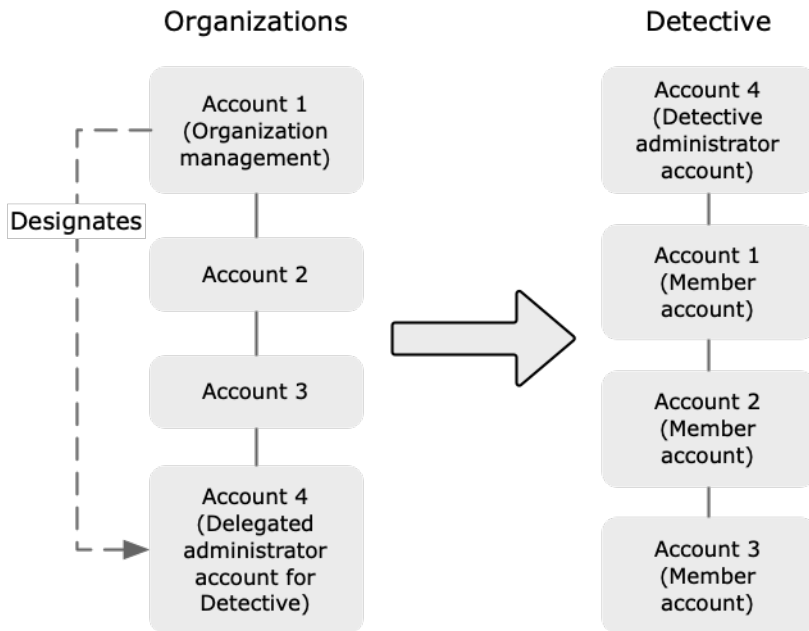 Organizations
Detective
Account 1
(Organization
management)
Designates
Account 2
Account 3
Account 4
(Delegated
administrator
account for
Detective)
Account 4
(Detective
administrator
account)
Account 1
(Member
account)
Account 2
(Member
account)
Account 3
(Member
account)